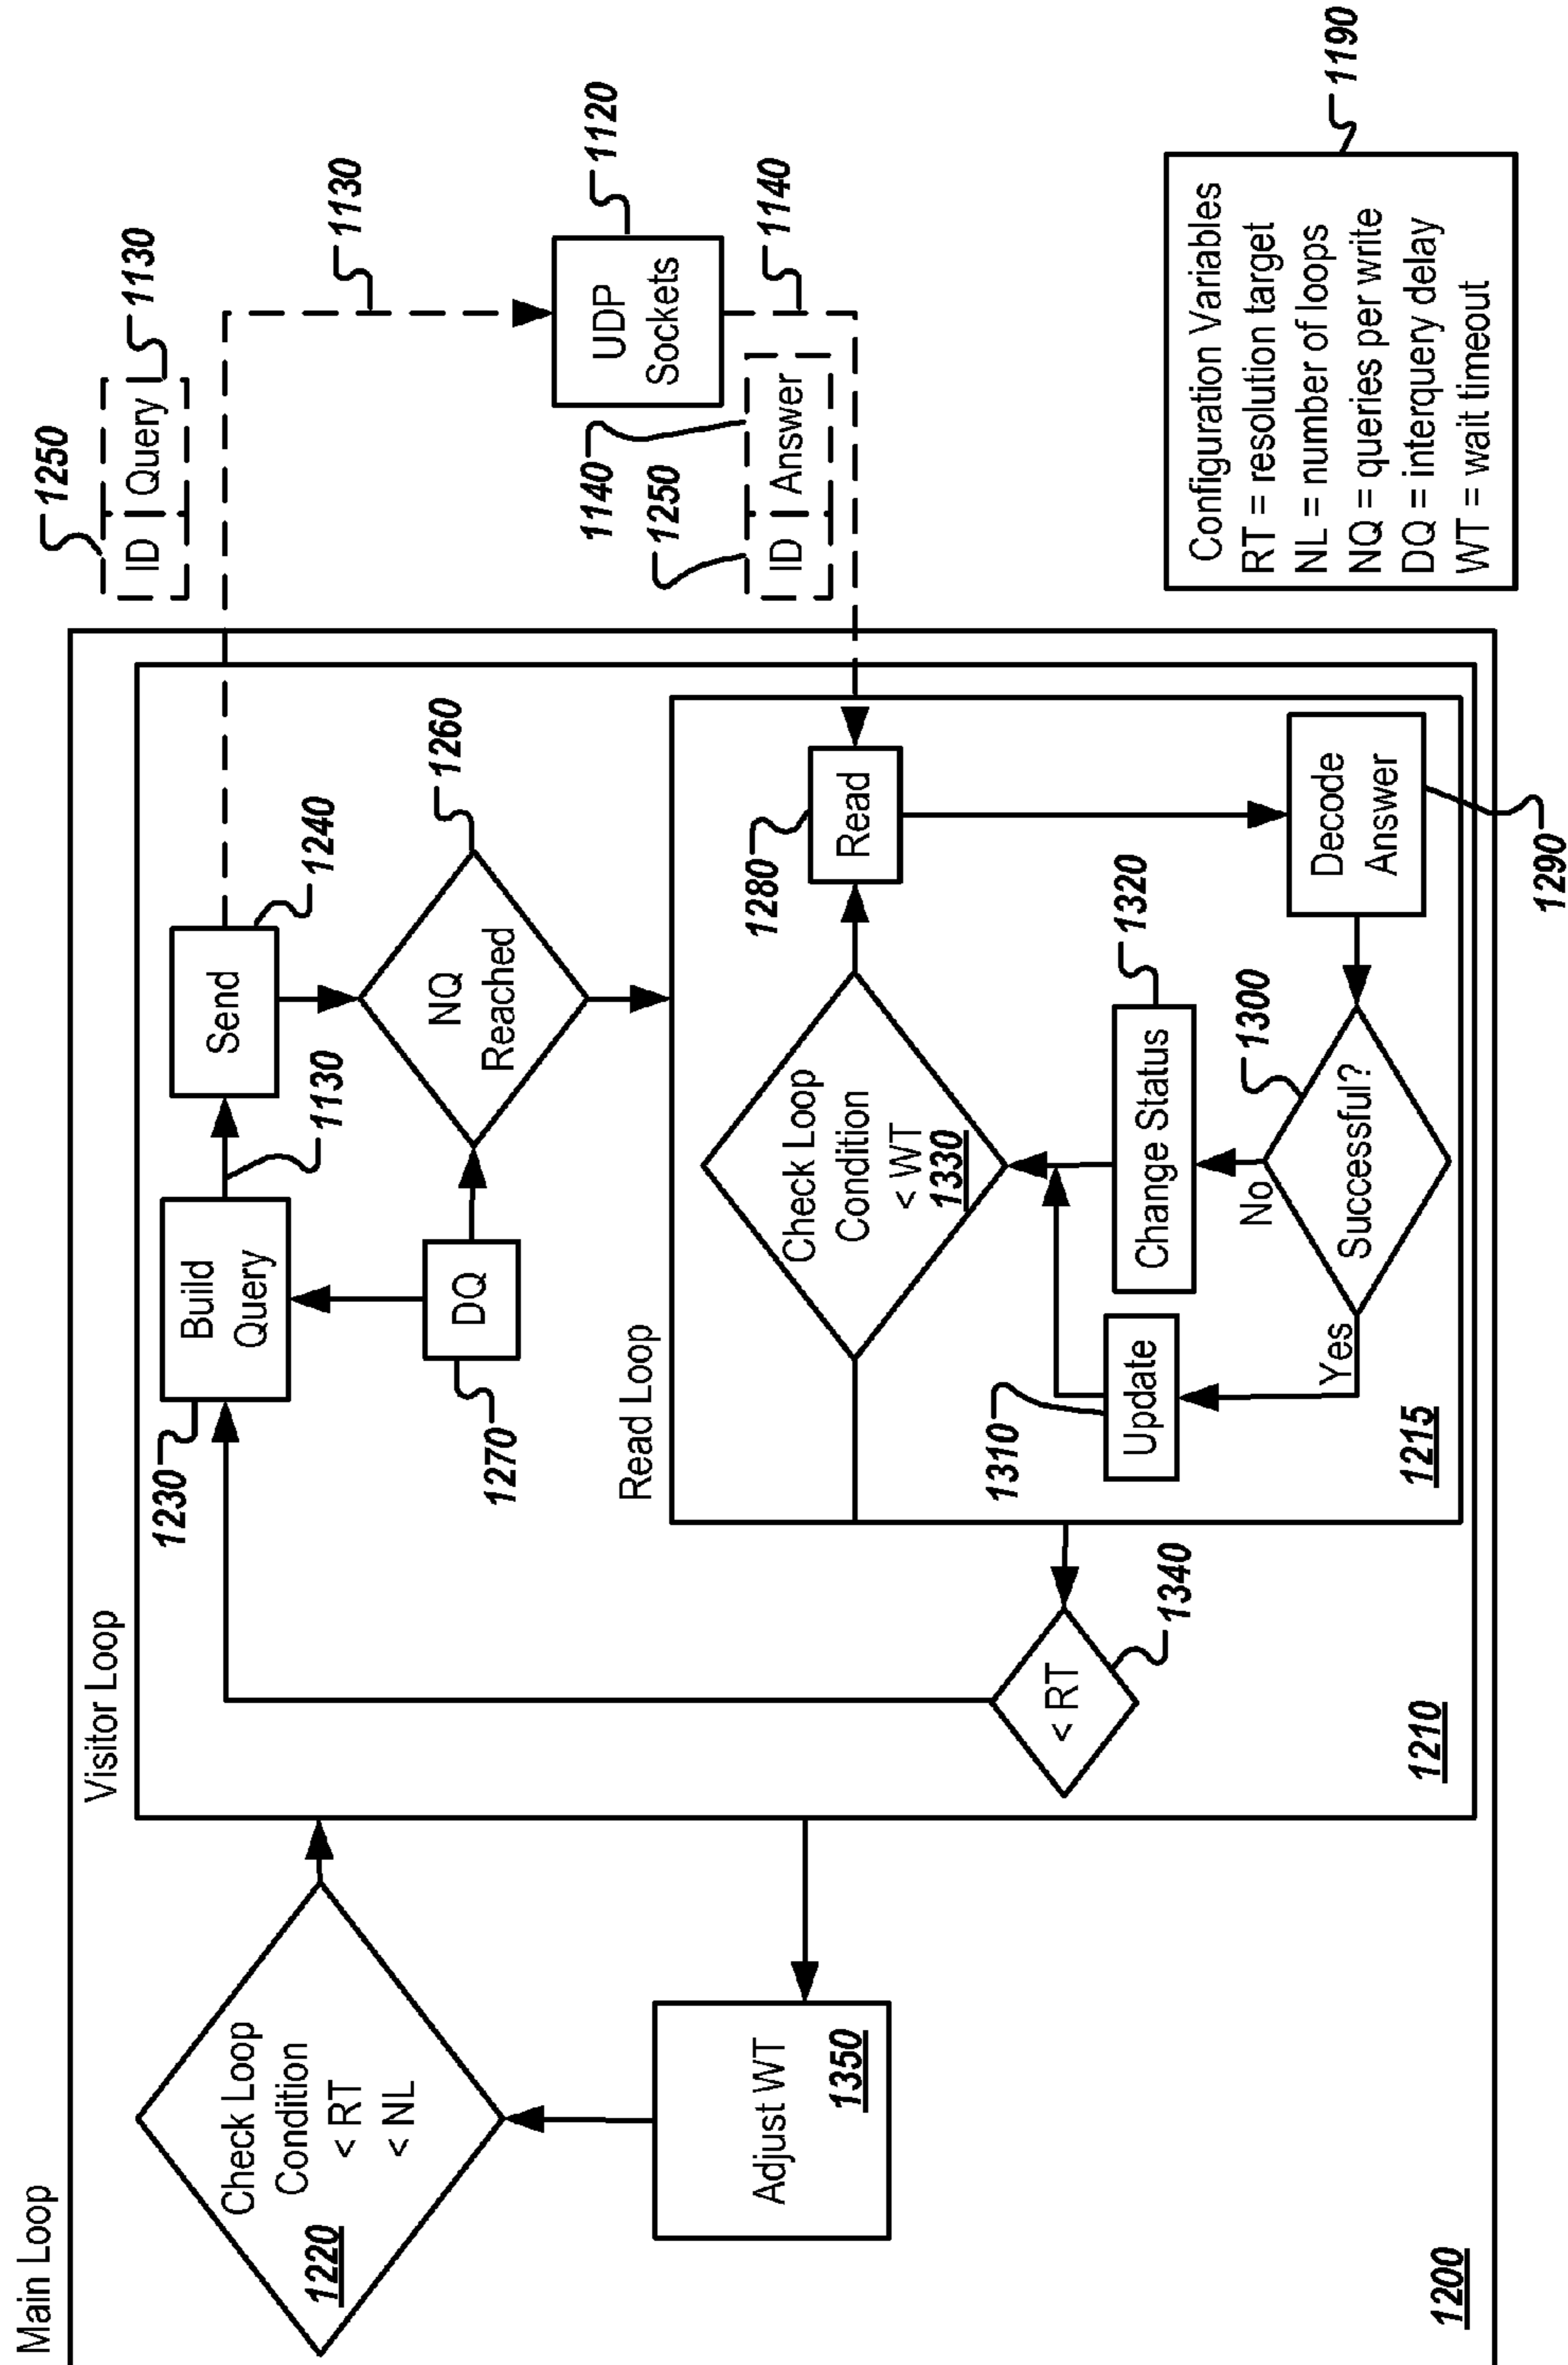 Main Loop
Visitor Loop
Check Loop
Condition
< RT
< NL
1220
Adjust WT
1350
1200
1230
Build
Query
1130
Send
1240
DQ
1270
NQ
Reached
1260
Read Loop
Check Loop
Condition
< WT
1330
1280
Read
1310
Update
Change Status
1320
Yes
No
Successful?
1300
Decode
Answer
1290
1215
< RT
1340
1210
1250
ID
Query
1130
1130
UDP
Sockets
1120
1140
1250
ID
Answer
1140
Configuration Variables
RT = resolution target
NL = number of loops
NQ = queries per write
DQ = interquery delay
WT = wait timeout
1190